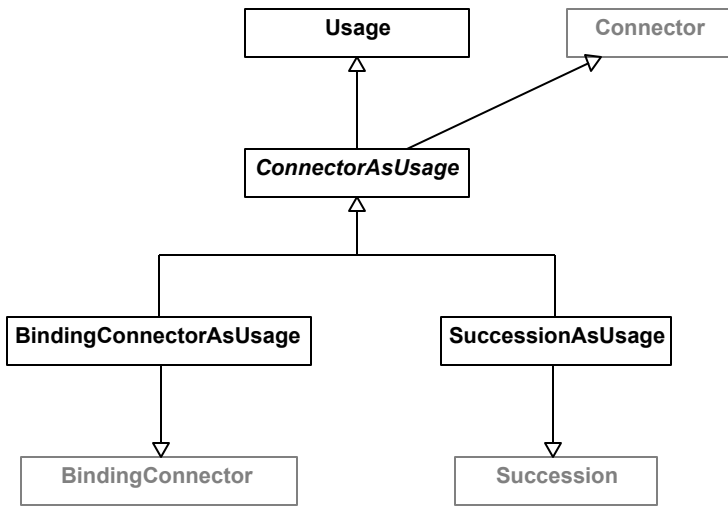 Usage
Connector
ConnectorAsUsage
BindingConnectorAsUsage
SuccessionAsUsage
BindingConnector
Succession